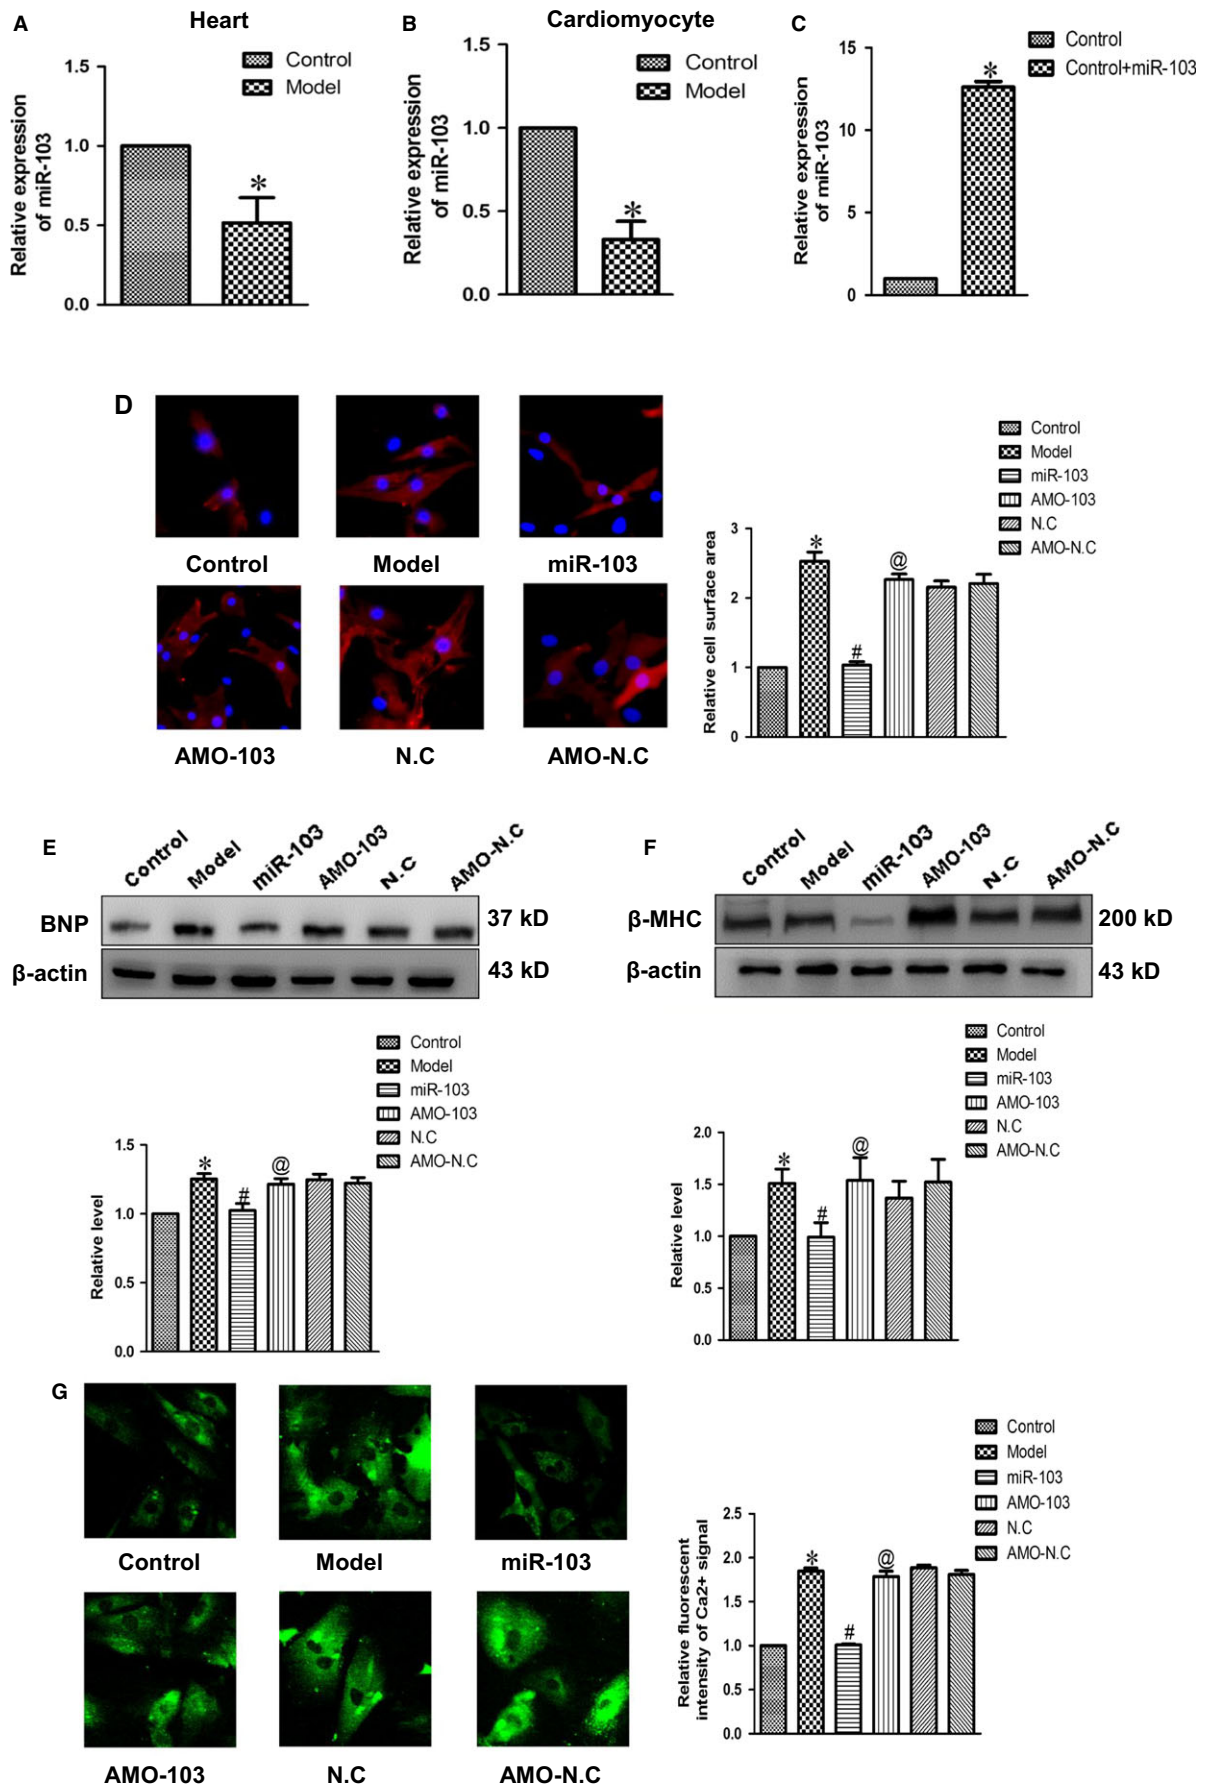 A
Heart
Control
Model
Relative expression
of miR-103
1.5
1.0
0.5
0.0
*
B
Cardiomyocyte
Control
Model
Relative expression
of miR-103
1.5
1.0
0.5
0.0
*
C
Control
Control+miR-103
Relative expression
of miR-103
15
10
5
0
*
D
Control
Model
miR-103
AMO-103
N.C
AMO-N.C
Control
Model
miR-103
AMO-103
N.C
AMO-N.C
Relative cell surface area
3
2
1
0
*
#
@
E
Control
Model
miR-103
AMO-103
N.C
AMO-N.C
BNP
37 kD
β-actin
43 kD
Control
Model
miR-103
AMO-103
N.C
AMO-N.C
Relative level
1.5
1.0
0.5
0.0
*
#
@
F
Control
Model
miR-103
AMO-103
N.C
AMO-N.C
β-MHC
200 kD
β-actin
43 kD
Control
Model
miR-103
AMO-103
N.C
AMO-N.C
Relative level
2.0
1.5
1.0
0.5
0.0
*
#
@
G
Control
Model
miR-103
AMO-103
N.C
AMO-N.C
Control
Model
miR-103
AMO-103
N.C
AMO-N.C
Relative fluorescent
intensity of Ca2+ signal
2.5
2.0
1.5
1.0
0.5
0.0
*
#
@